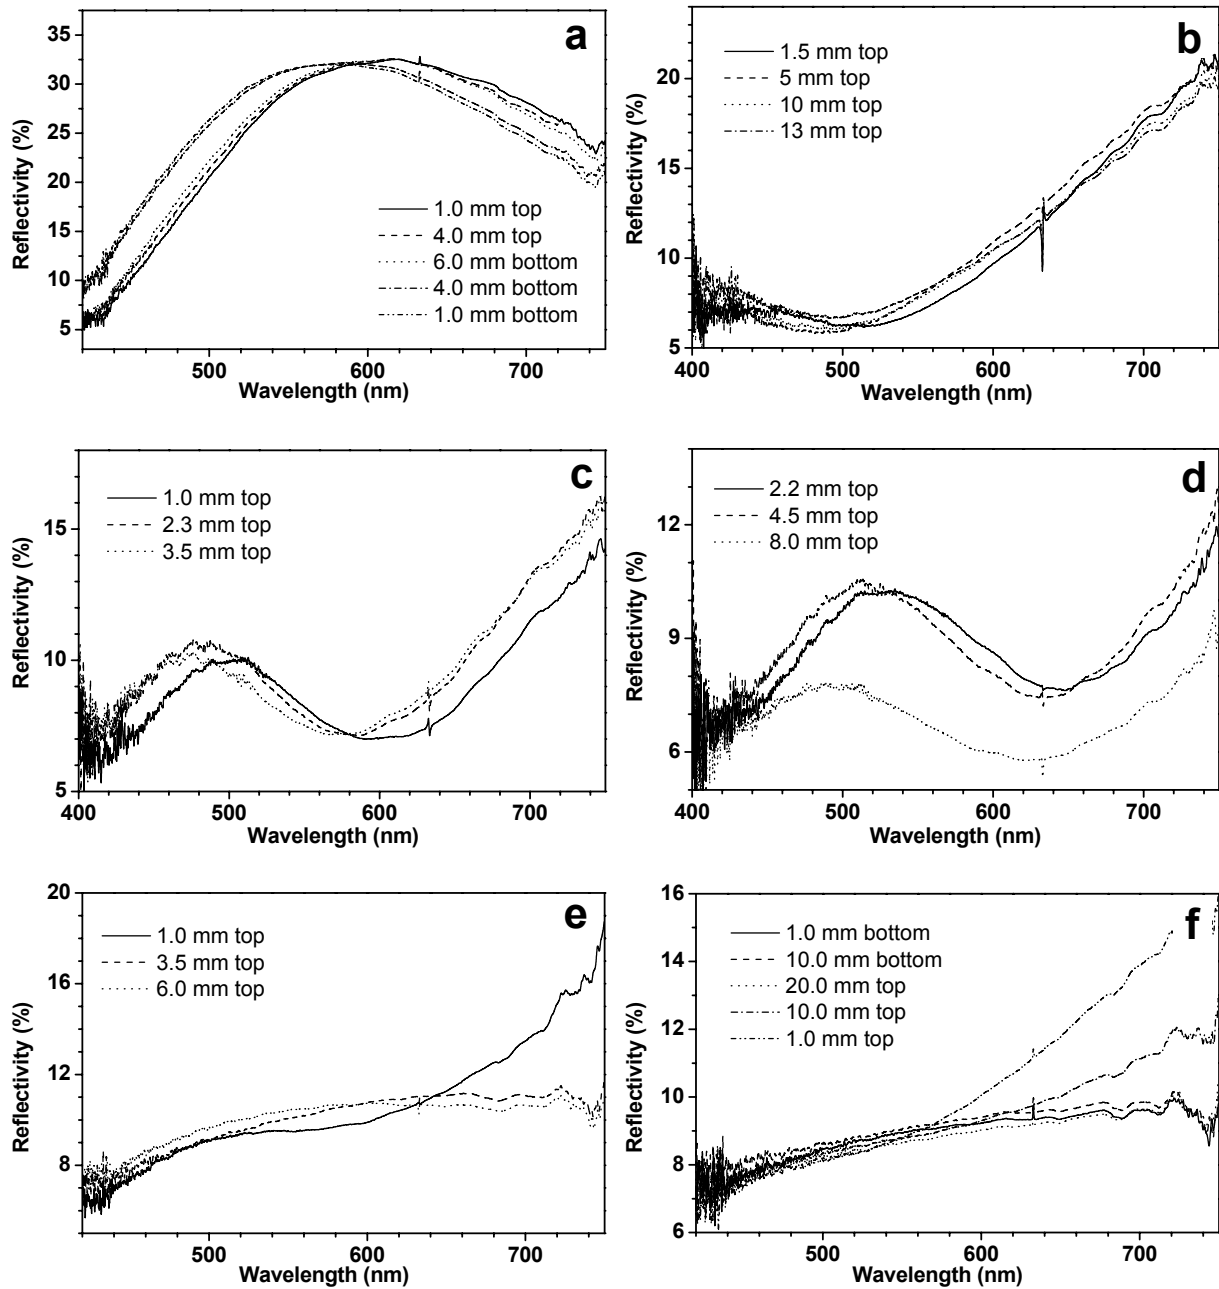 a
35
30
25
20
15
10
5
Reflectivity (%)
1.0 mm top
4.0 mm top
6.0 mm bottom
4.0 mm bottom
1.0 mm bottom
500 600 700
Wavelength (nm)
b
20
15
10
5
Reflectivity (%)
1.5 mm top
5 mm top
10 mm top
13 mm top
400 500 600 700
Wavelength (nm)
c
15
10
5
Reflectivity (%)
1.0 mm top
2.3 mm top
3.5 mm top
400 500 600 700
Wavelength (nm)
d
12
9
6
Reflectivity (%)
2.2 mm top
4.5 mm top
8.0 mm top
400 500 600 700
Wavelength (nm)
e
20
16
12
8
Reflectivity (%)
1.0 mm top
3.5 mm top
6.0 mm top
500 600 700
Wavelength (nm)
f
16
14
12
10
8
6
Reflectivity (%)
1.0 mm bottom
10.0 mm bottom
20.0 mm top
10.0 mm top
1.0 mm top
500 600 700
Wavelength (nm)